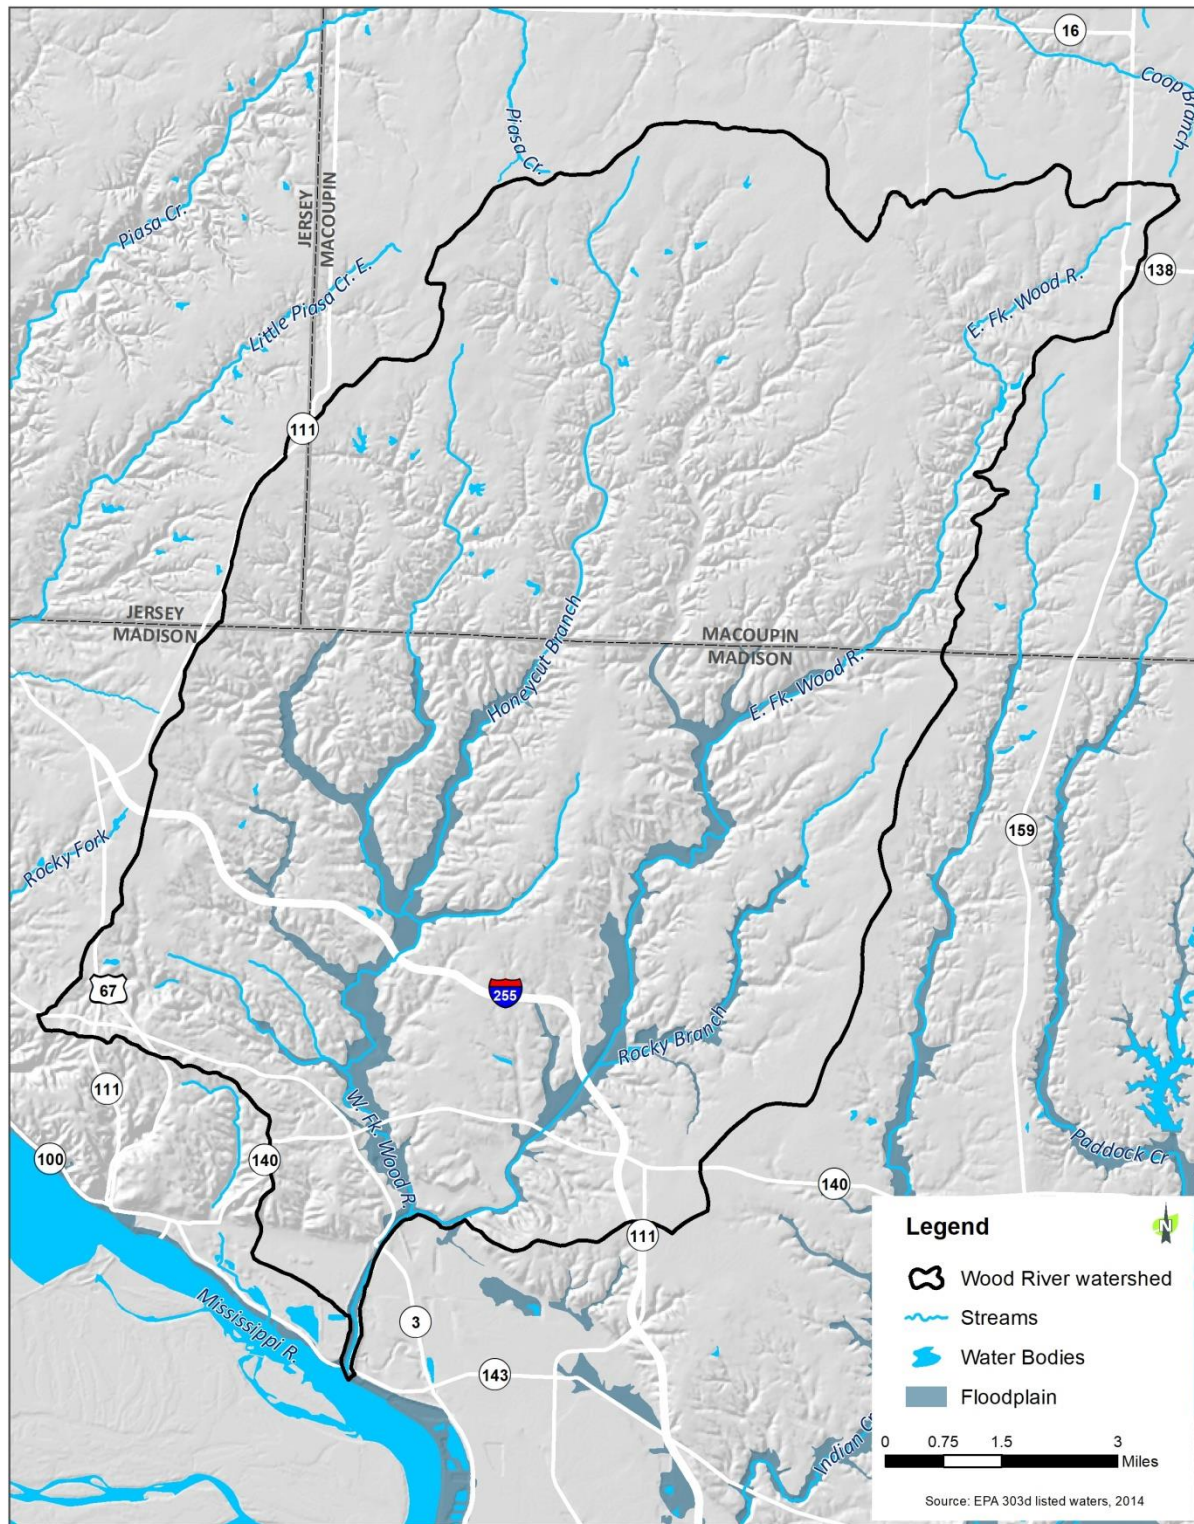 16
Coop Branch
Piasa Cr.
JERSEY
MACOUPIN
Piasa Cr.
138
Little Piasa Cr. E.
E. Fk. Wood R.
111
JERSEY
MADISON
MACOUPIN
MADISON
Honeycut Branch
E. Fk. Wood R.
159
Rocky Fork
67
255
Rocky Branch
111
W. Fk. Wood R.
100
140
Paddock Cr
140
111
Mississippi R.
3
143
Indian Cr
Legend
N
Wood River watershed
Streams
Water Bodies
Floodplain
0 0.75 1.5 3
Miles
Source: EPA 303d listed waters, 2014